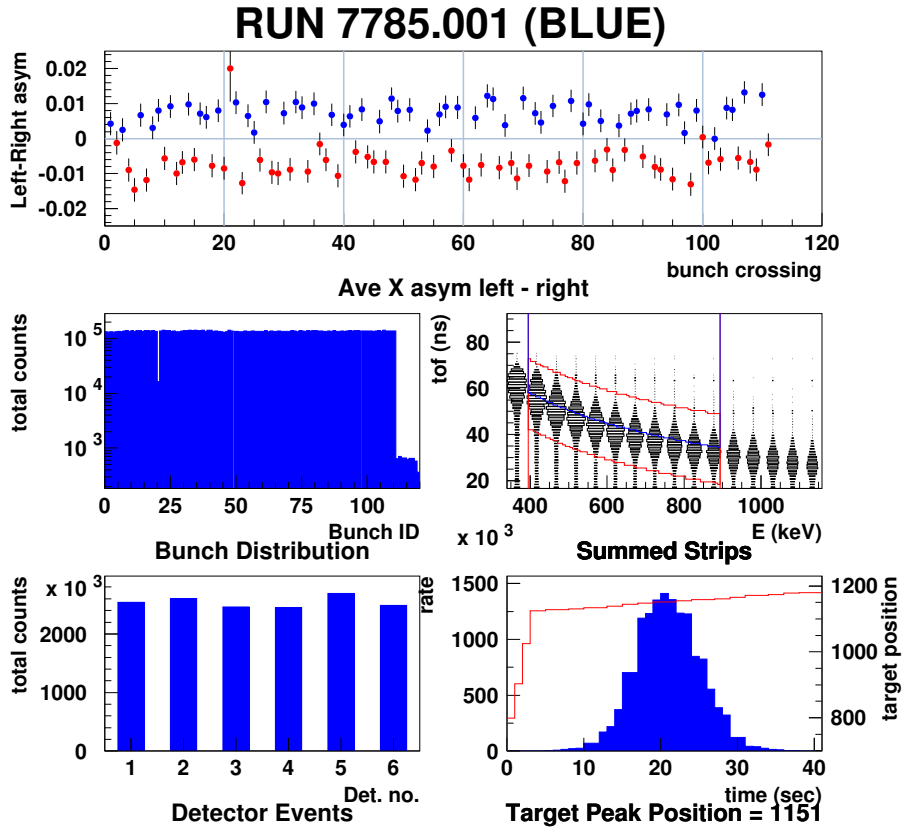 RUN 7785.001 (BLUE)
Left-Right asym
0.02
0.01
0
-0.01
-0.02
0 20 40 60 80 100 120
bunch crossing
Ave X asym left - right
total counts
10 5
10 4
10 3
0 25 50 75 100
Bunch ID
Bunch Distribution
tof (ns)
80
60
40
20
400 600 800 1000
E (keV)
x 10 3
Summed Strips
total counts
x 10 3
2000
1000
0
1 2 3 4 5 6
Det. no.
Detector Events
rate
1500
1000
500
0
0 10 20 30 40
time (sec)
1200
1000
800
target position
Target Peak Position = 1151